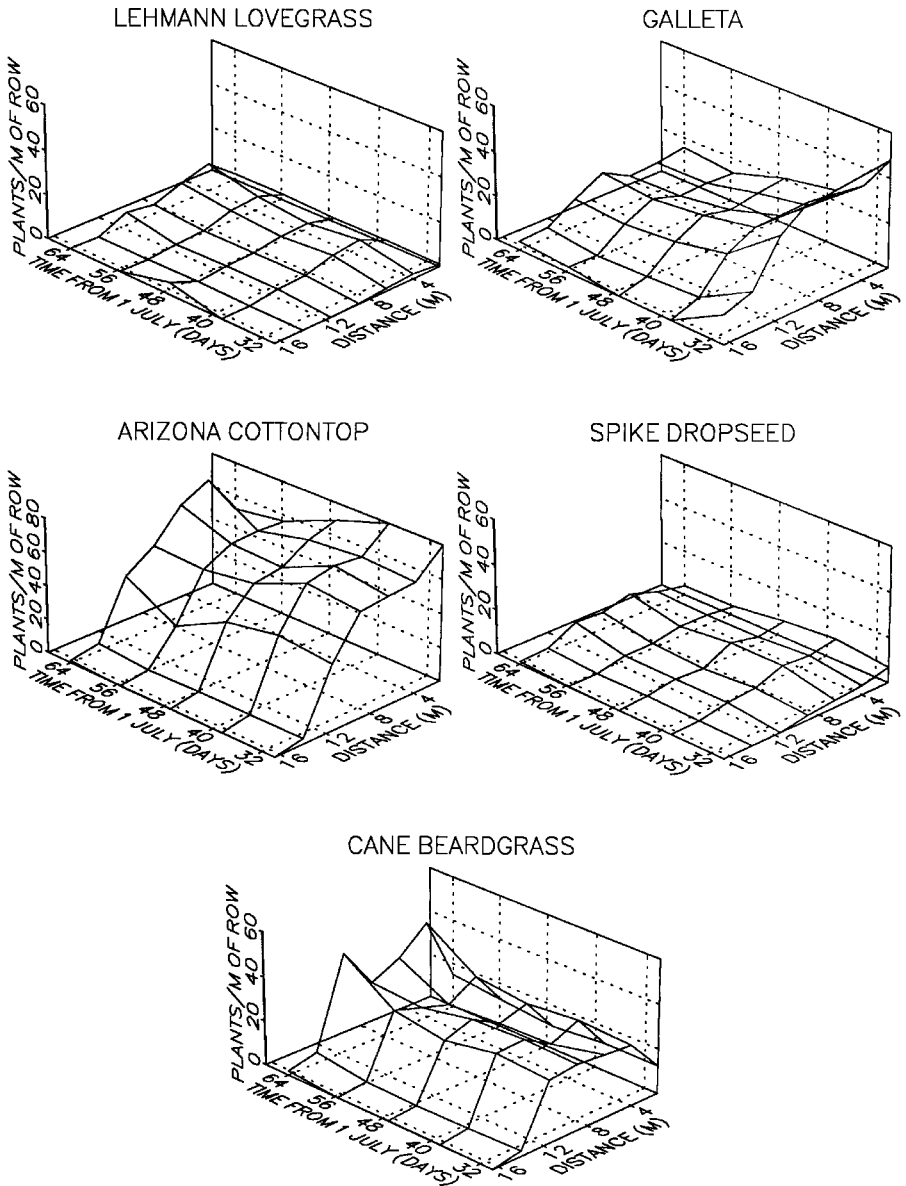 LEHMANN LOVEGRASS
PLANTS/M OF ROW
0 20 40 60
64 56 48 40 32
TIME FROM 1 JULY (DAYS)
16 12 8 4
DISTANCE (M)
GALLETA
PLANTS/M OF ROW
0 20 40 60
64 56 48 40 32
TIME FROM 1 JULY (DAYS)
16 12 8 4
DISTANCE (M)
ARIZONA COTTONTOP
PLANTS/M OF ROW
0 20 40 60 80
64 56 48 40 32
TIME FROM 1 JULY (DAYS)
16 12 8 4
DISTANCE (M)
SPIKE DROPSEED
PLANTS/M OF ROW
0 20 40 60
64 56 48 40 32
TIME FROM 1 JULY (DAYS)
16 12 8 4
DISTANCE (M)
CANE BEARDGRASS
PLANTS/M OF ROW
0 20 40 60
64 56 48 40 32
TIME FROM 1 JULY (DAYS)
16 12 8 4
DISTANCE (M)